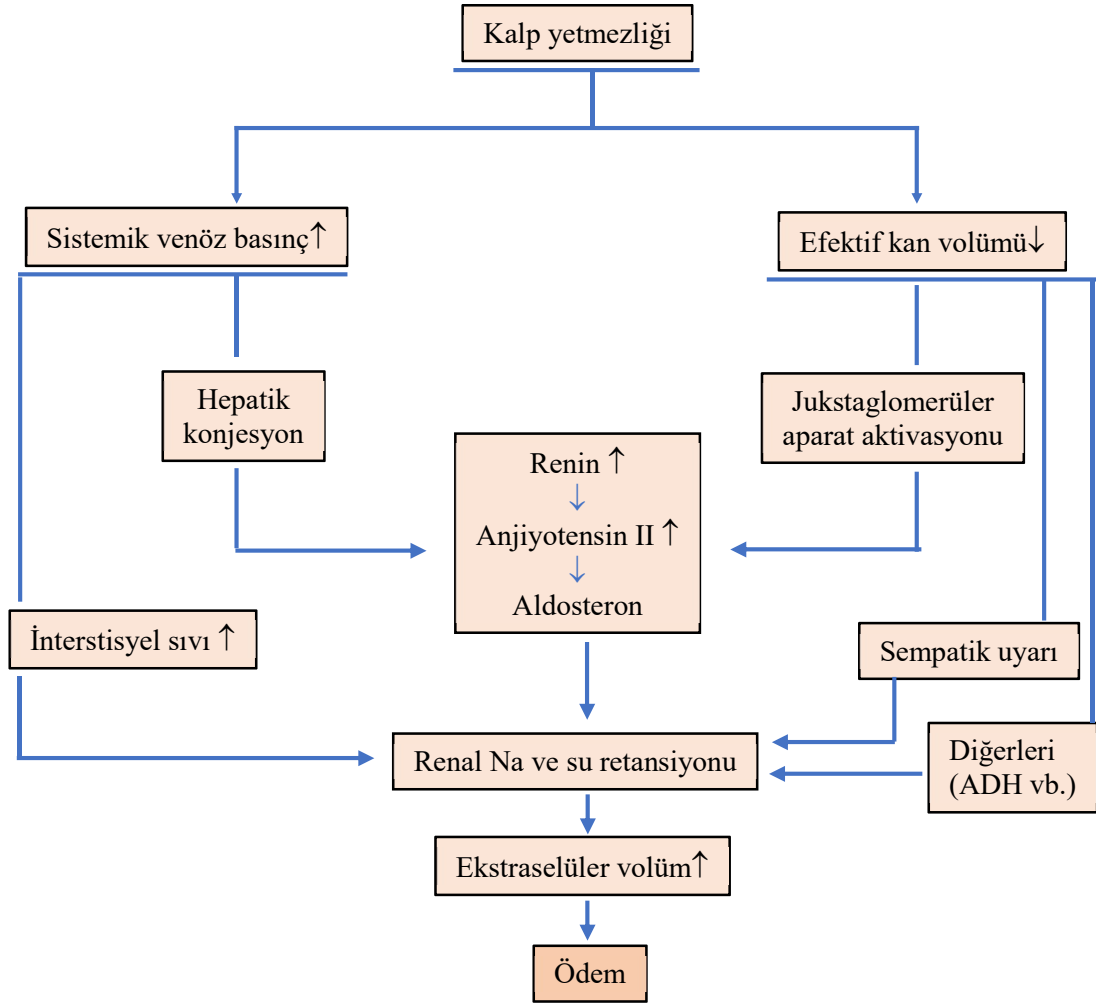 Kalp yetmezliği
Sistemik venöz basınç↑
Efektif kan volümü↓
Hepatik
konjesyon
Jukstaglomerüler
aparat aktivasyonu
Renin ↑
↓
Anjiyotensin II ↑
↓
Aldosteron
İnterstisyel sıvı ↑
Sempatik uyarı
Renal Na ve su retansiyonu
Diğerleri
(ADH vb.)
Ekstraselüler volüm↑
Ödem